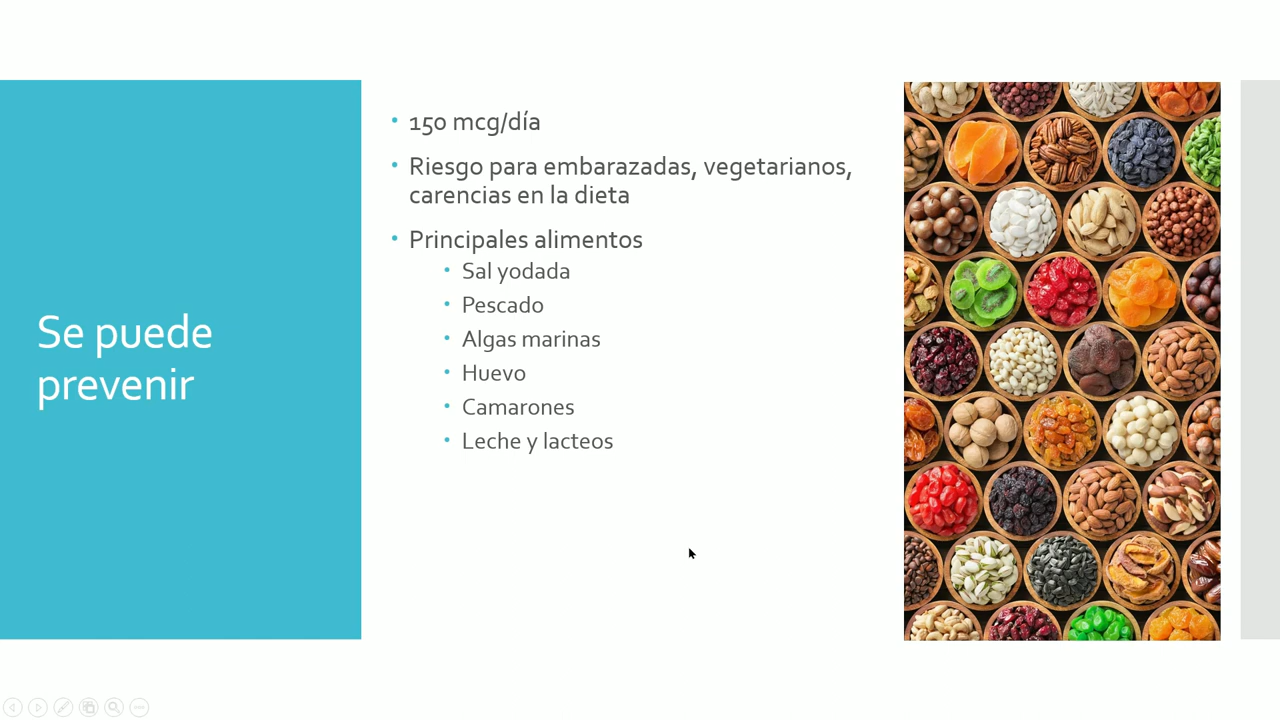 Se puede
prevenir
• 150 mcg/día
• Riesgo para embarazadas, vegetarianos,
carencias en la dieta
• Principales alimentos
• Sal yodada
• Pescado
• Algas marinas
• Huevo
• Camarones
• Leche y lacteos